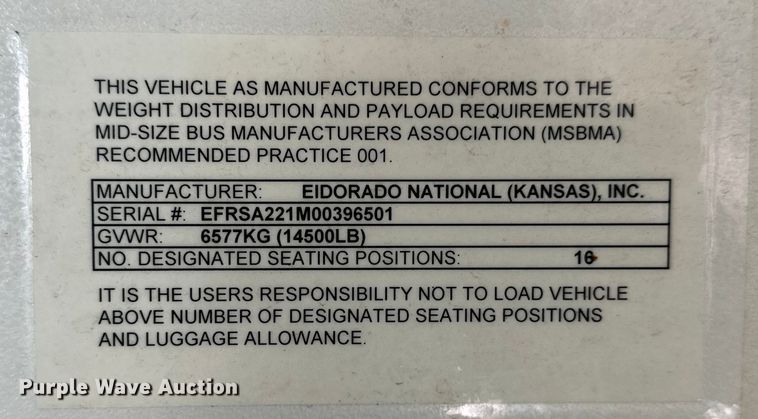 THIS VEHICLE AS MANUFACTURED CONFORMS TO THE
WEIGHT DISTRIBUTION AND PAYLOAD REQUIREMENTS IN
MID-SIZE BUS MANUFACTURERS ASSOCIATION (MSBMA)
RECOMMENDED PRACTICE 001.
MANUFACTURER: EIDORADO NATIONAL (KANSAS), INC.
SERIAL #: EFRSA221M00396501
GVWR: 6577KG (14500LB)
NO. DESIGNATED SEATING POSITIONS:
IT IS THE USERS RESPONSIBILITY NOT TO LOAD VEHICLE
ABOVE NUMBER OF DESIGNATED SEATING POSITIONS
AND LUGGAGE ALLOWANCE.
Purple Wave Auction